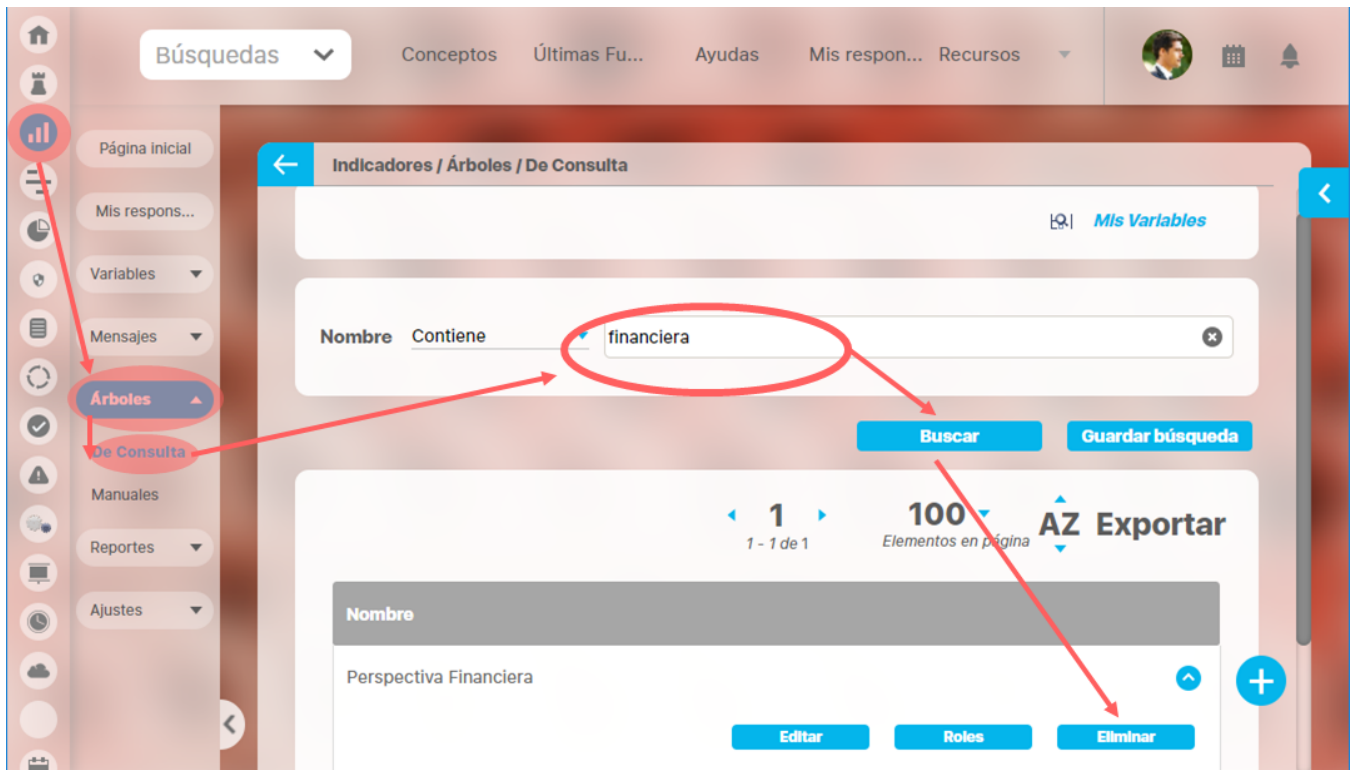 Búsquedas
Conceptos
Últimas Fu...
Ayudas
Mis respon...
Recursos
Página inicial
Mis respons...
Variables
Mensajes
Árboles
De Consulta
Manuales
Reportes
Ajustes
Indicadores / Árboles / De Consulta
Mis Variables
Nombre Contiene financiera
Buscar
Guardar búsqueda
1
1 - 1 de 1
100
Elementos en página
AZ
Exportar
Nombre
Perspectiva Financiera
Editar
Roles
Eliminar